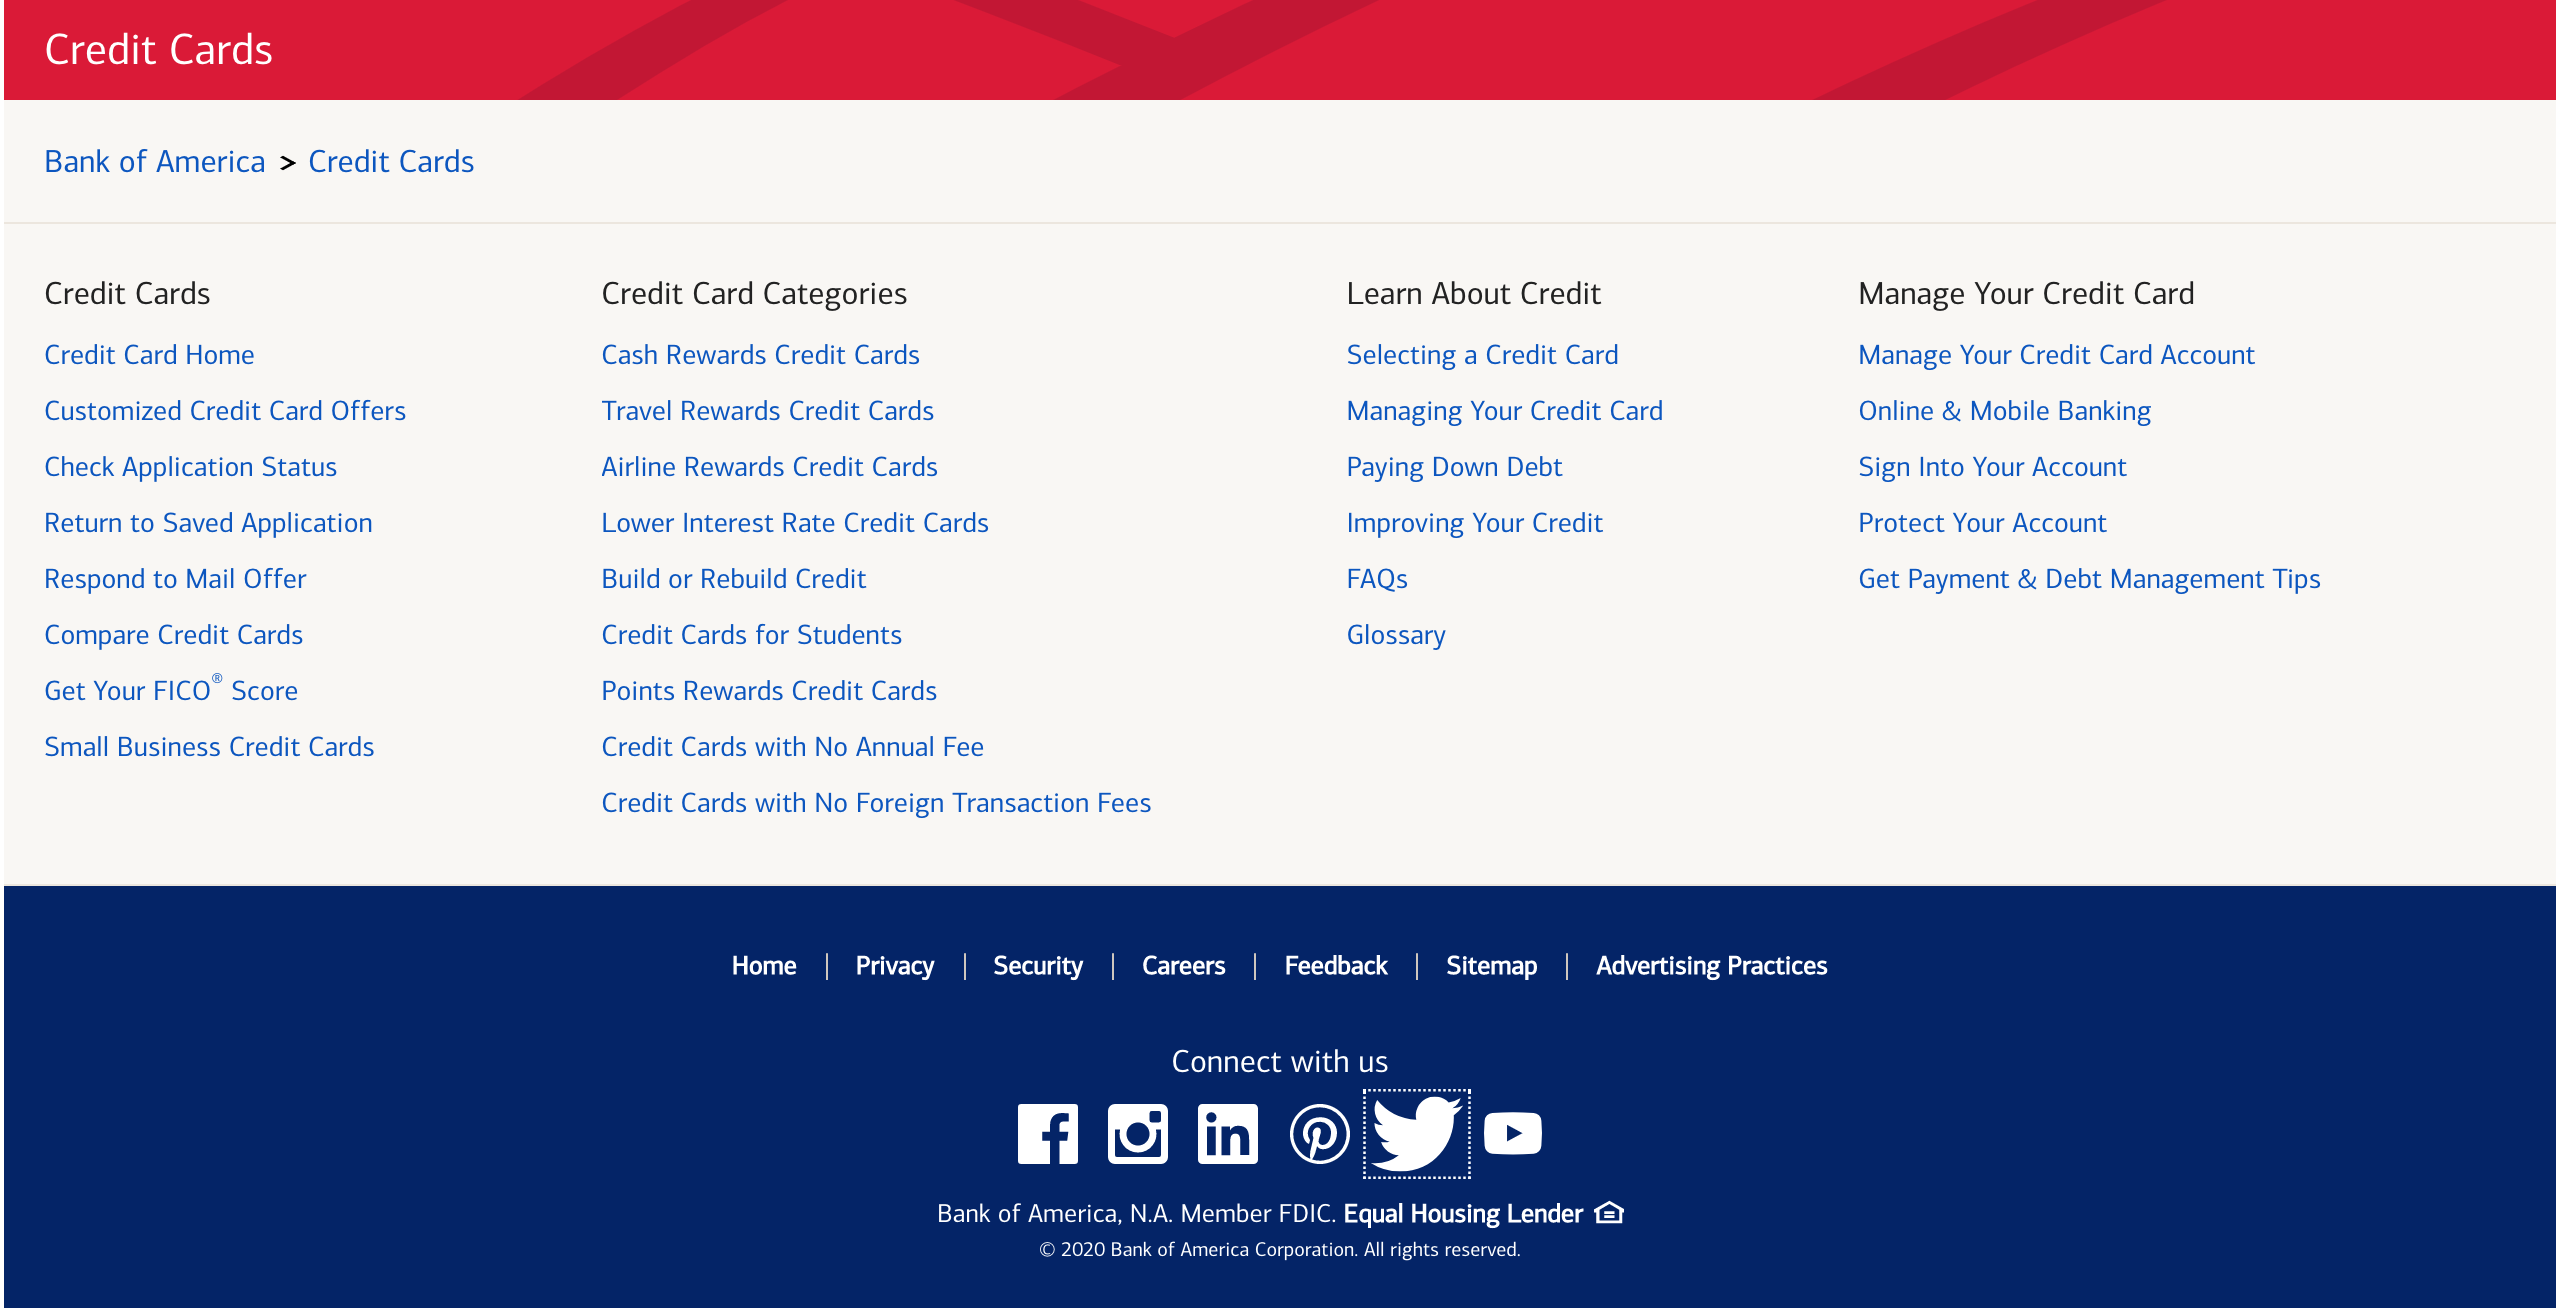 Credit Cards
Bank of America > Credit Cards
Credit Cards
Credit Card Home
Customized Credit Card Offers
Check Application Status
Return to Saved Application
Respond to Mail Offer
Compare Credit Cards
Get Your FICO® Score
Small Business Credit Cards
Credit Card Categories
Cash Rewards Credit Cards
Travel Rewards Credit Cards
Airline Rewards Credit Cards
Lower Interest Rate Credit Cards
Build or Rebuild Credit
Credit Cards for Students
Points Rewards Credit Cards
Credit Cards with No Annual Fee
Credit Cards with No Foreign Transaction Fees
Learn About Credit
Selecting a Credit Card
Managing Your Credit Card
Paying Down Debt
Improving Your Credit
FAQs
Glossary
Manage Your Credit Card
Manage Your Credit Card Account
Online & Mobile Banking
Sign Into Your Account
Protect Your Account
Get Payment & Debt Management Tips
Home | Privacy | Security | Careers | Feedback | Sitemap | Advertising Practices
Connect with us
Bank of America, N.A. Member FDIC. Equal Housing Lender
© 2020 Bank of America Corporation. All rights reserved.